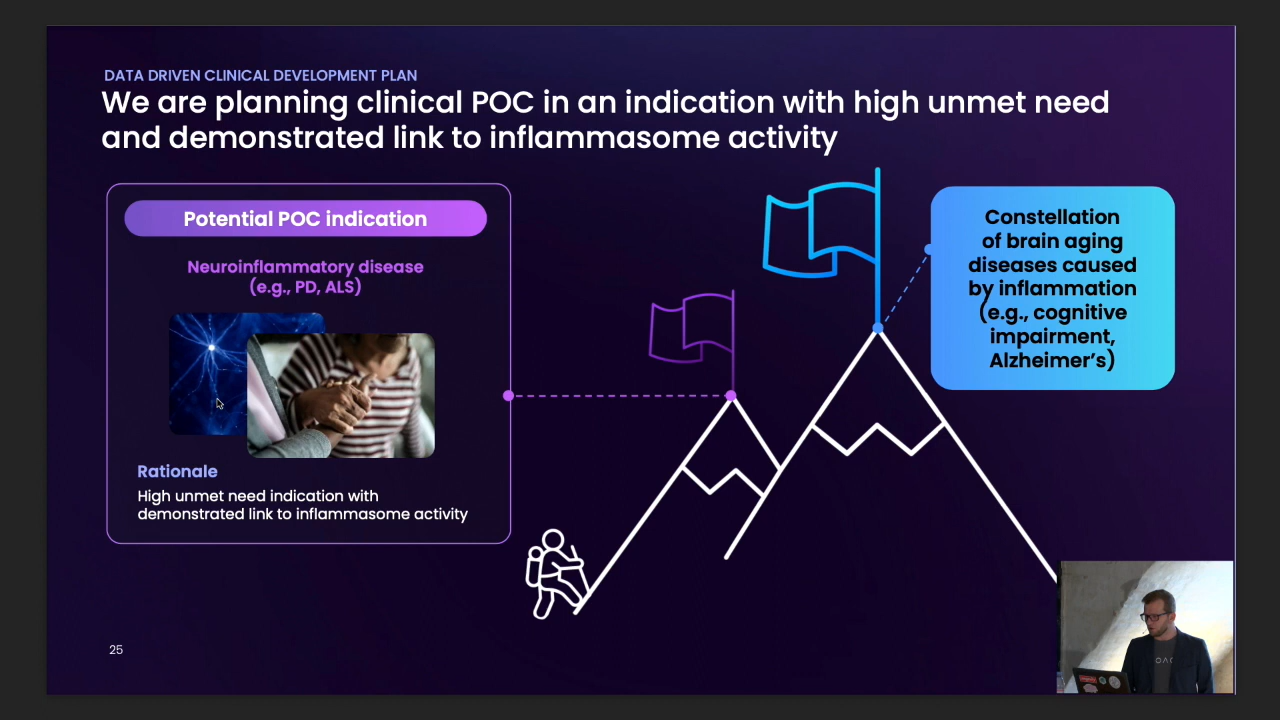 DATA DRIVEN CLINICAL DEVELOPMENT PLAN
We are planning clinical POC in an indication with high unmet need
and demonstrated link to inflammasome activity
Potential POC indication
Neuroinflammatory disease
(e.g., PD, ALS)
Rationale
High unmet need indication with
demonstrated link to inflammasome activity
Constellation
of brain aging
diseases caused
by inflammation
(e.g., cognitive
impairment,
Alzheimer's)
25